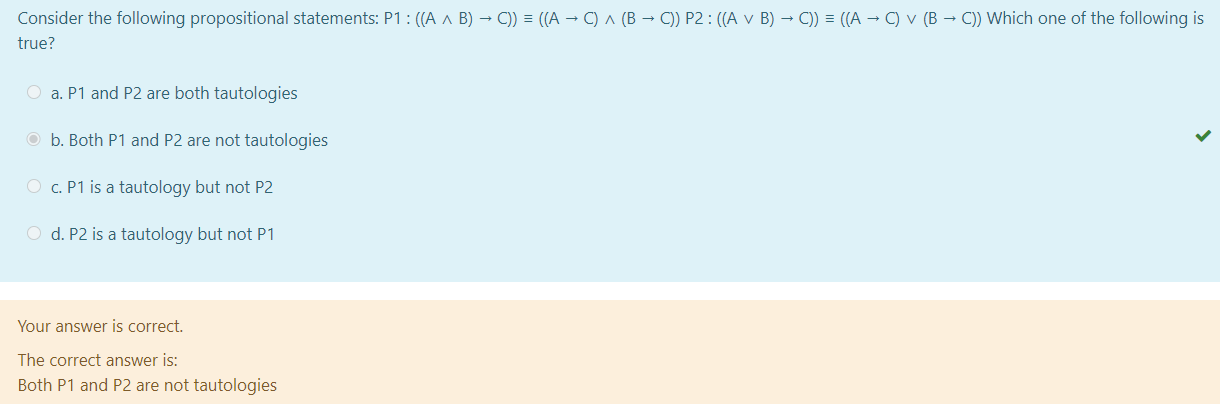 Consider the following propositional statements: P1 : ((A ∧ B) → C)) ≡ ((A → C) ∧ (B → C)) P2 : ((A ∨ B) → C)) ≡ ((A → C) ∨ (B → C)) Which one of the following is
true?
a. P1 and P2 are both tautologies
b. Both P1 and P2 are not tautologies
c. P1 is a tautology but not P2
d. P2 is a tautology but not P1
Your answer is correct.
The correct answer is:
Both P1 and P2 are not tautologies